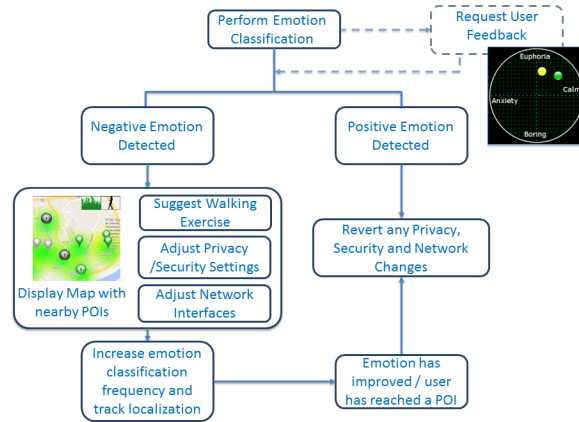 Perform Emotion
Classification
Request User
Feedback
Euphoria
Calm
Anxiety
Boring
Negative Emotion
Detected
Positive Emotion
Detected
Suggest Walking
Exercise
Adjust Privacy
/Security Settings
Adjust Network
Interfaces
Display Map with
nearby POIs
Revert any Privacy,
Security and Network
Changes
Increase emotion
classification
frequency and
track localization
Emotion has
improved / user
has reached a POI